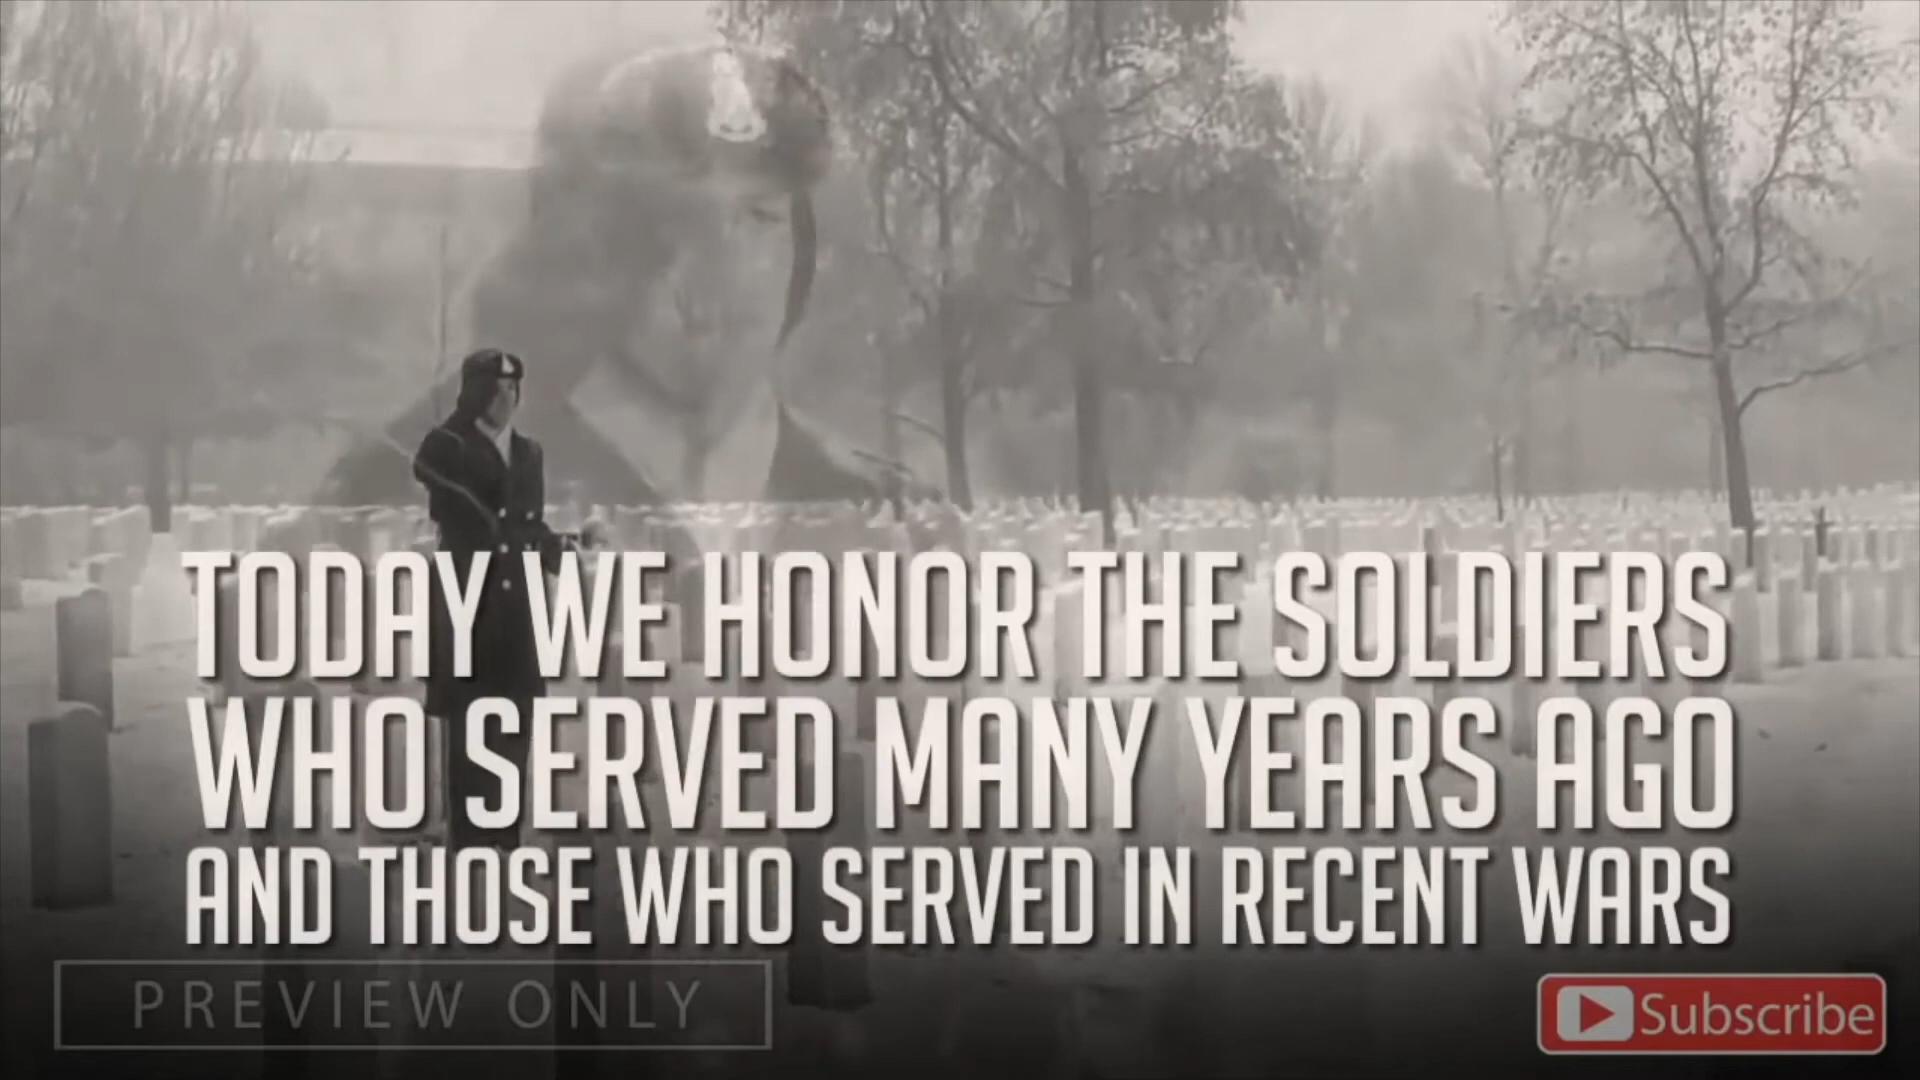 TODAY WE HONOR THE SOLDIERS
WHO SERVED MANY YEARS AGO
AND THOSE WHO SERVED IN RECENT WARS
PREVIEW ONLY
Subscribe